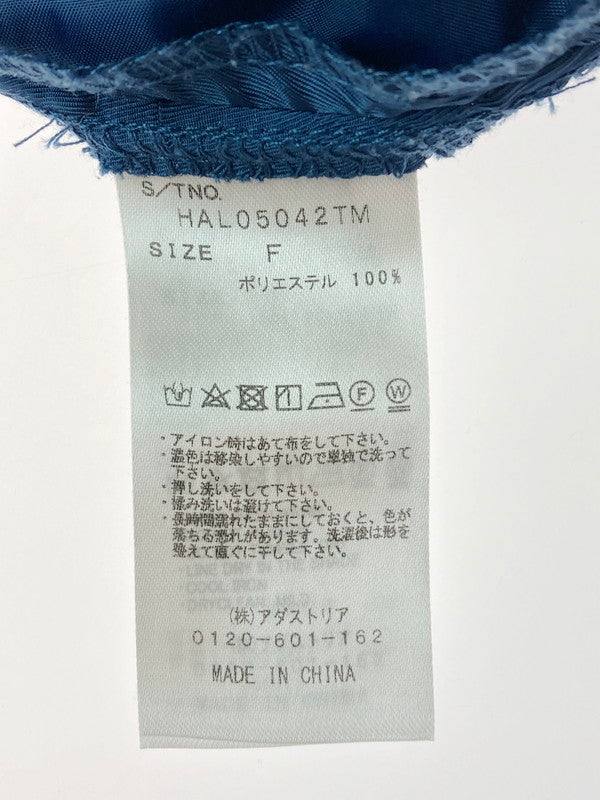 S/TNO.
HAL05042TM
SIZE F
ポリエステル 100%
F W
・アイロン時はあて布をして下さい。
・濃色は移染しやすいので単独で洗って
下さい。
・押し洗いをして下さい。
・揉み洗いは避けて下さい。
・長時間濡れたままにしておくと、色が
落ちる恐れがあります。洗濯後は形を
整えて直ぐに干して下さい。
COOL IRON
(株)アダストリア
0120-601-162
MADE IN CHINA